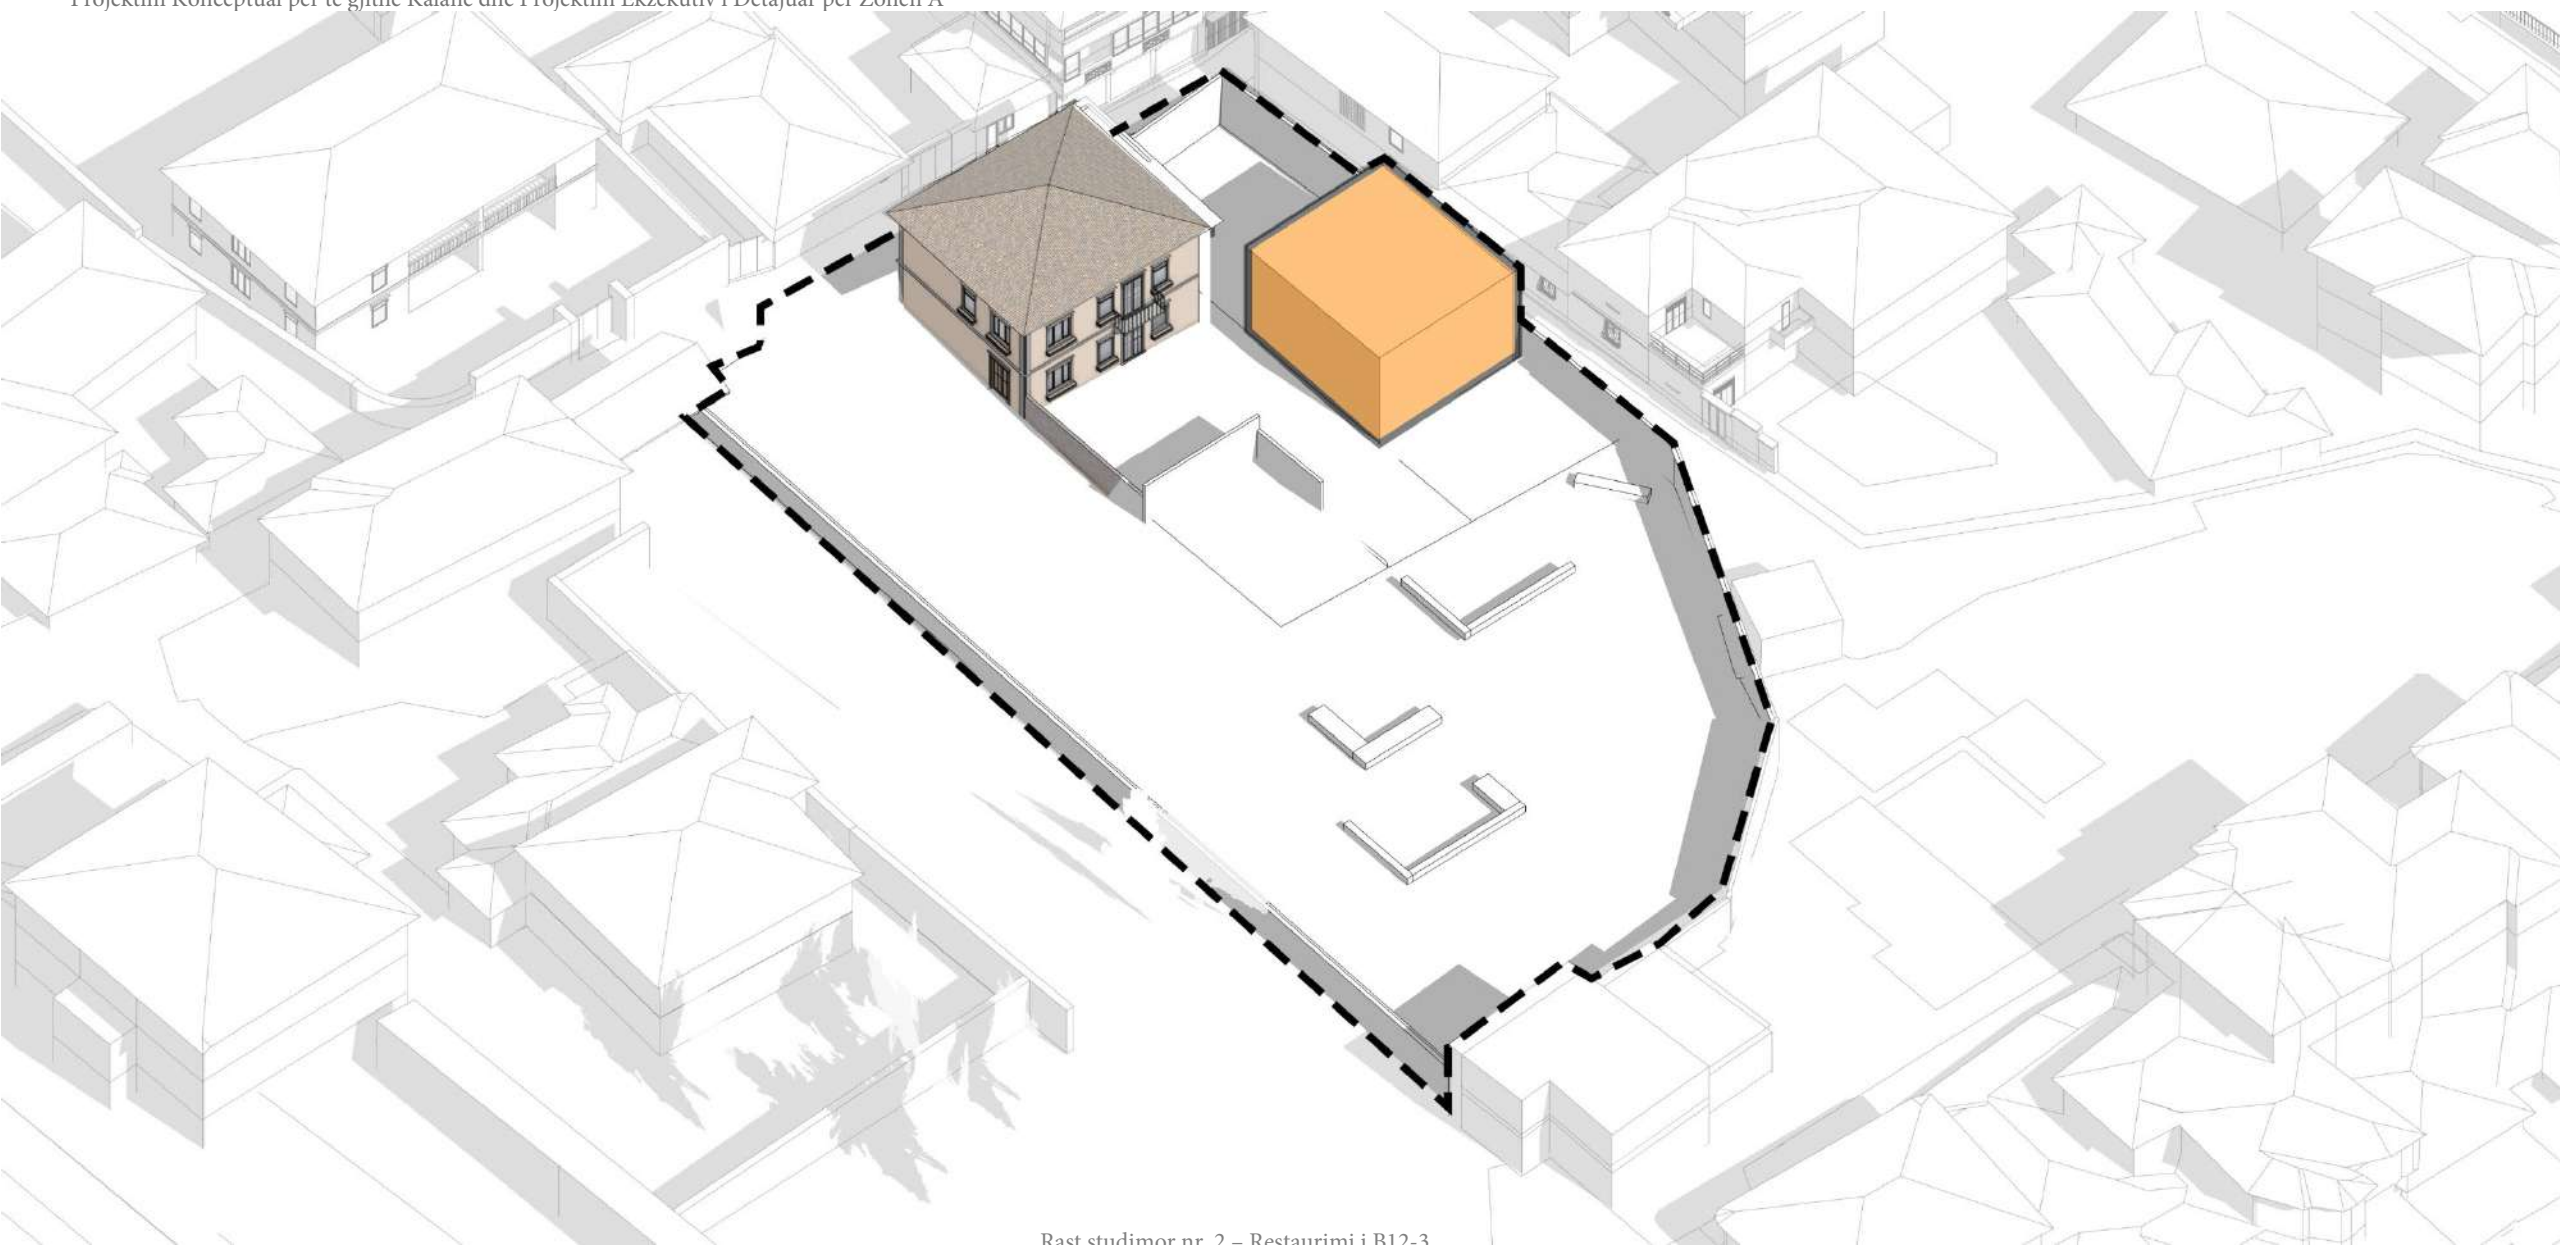 Projektim Konceptual për të gjithë Kalanë dhe Projektim Ekzekutiv i Detajuar për Zonën A
Rast studimor nr. 2 – Restaurimi i B12-3